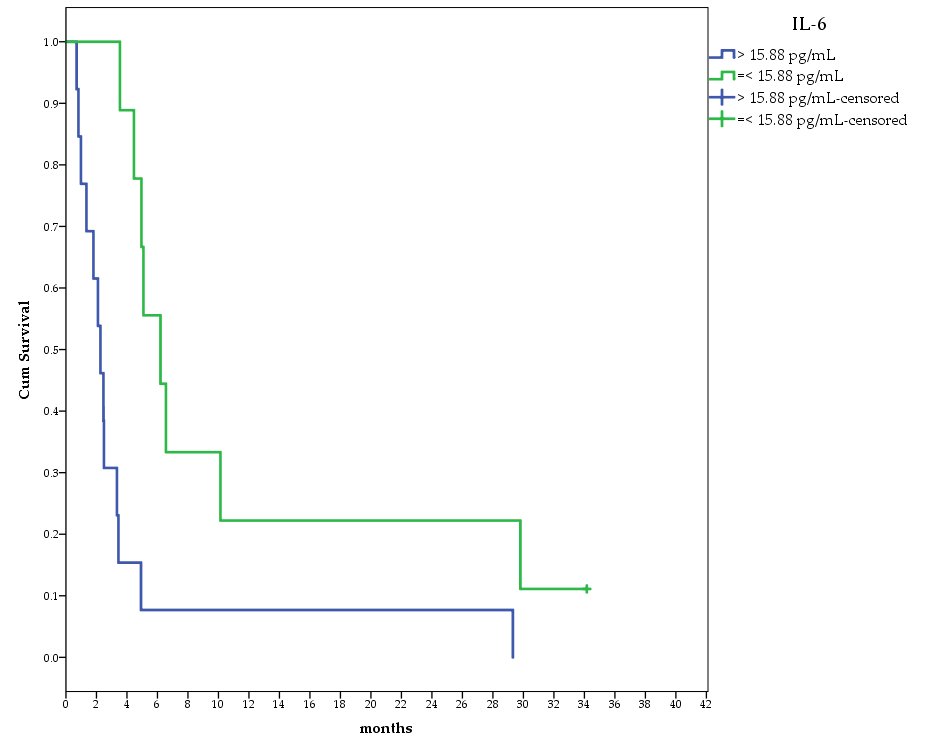 IL-6
> 15.88 pg/mL
=< 15.88 pg/mL
> 15.88 pg/mL-censored
=< 15.88 pg/mL-censored
Cum Survival
1.0
0.9
0.8
0.7
0.6
0.5
0.4
0.3
0.2
0.1
0.0
0 2 4 6 8 10 12 14 16 18 20 22 24 26 28 30 32 34 36 38 40 42
months